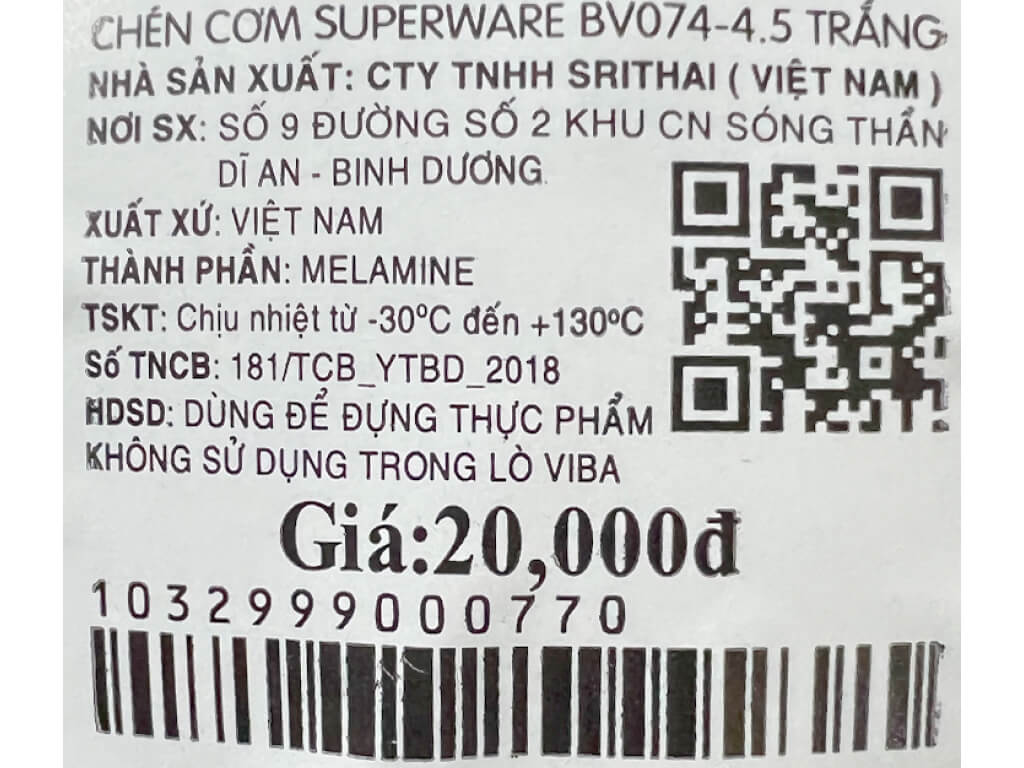 CHÉN CƠM SUPERWARE BV074-4.5 TRẮNG
NHÀ SẢN XUẤT: CTY TNHH SRITHAI ( VIỆT NAM )
NƠI SX: SỐ 9 ĐƯỜNG SỐ 2 KHU CN SÓNG THẦN
DĨ AN - BINH DƯƠNG
XUẤT XỨ: VIỆT NAM
THÀNH PHẦN: MELAMINE
TSKT: Chịu nhiệt từ -30ºC đến +130ºC
Số TNCB: 181/TCB_YTBD_2018
HDSD: DÙNG ĐỂ ĐỰNG THỰC PHẨM
KHÔNG SỬ DỤNG TRONG LÒ VIBA
Giá:20,000đ
1032999000770